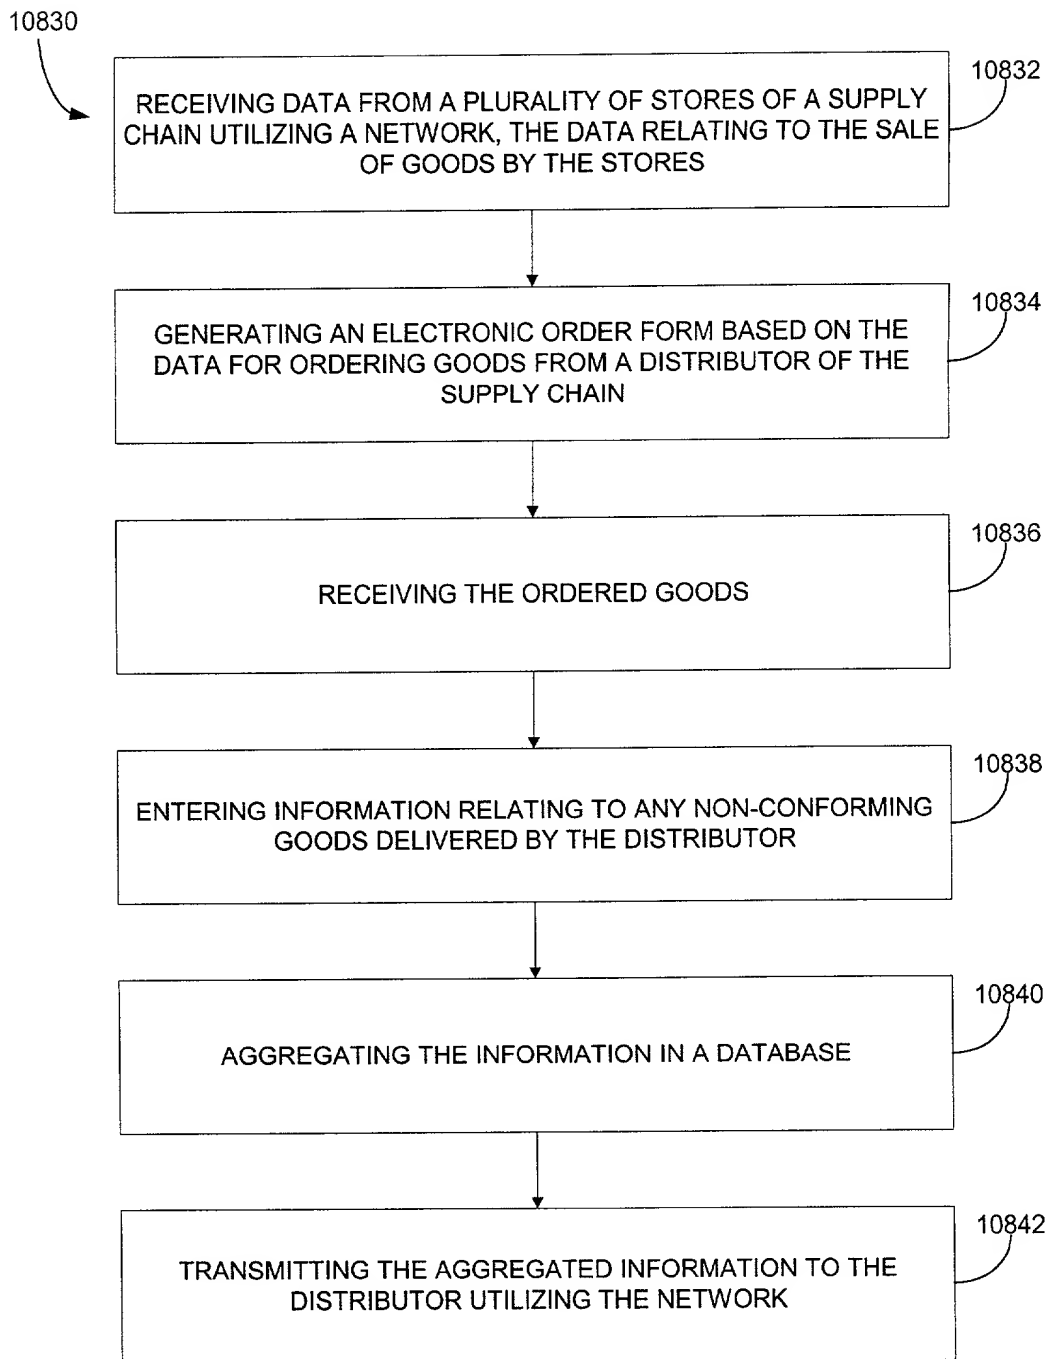 10830
10832
RECEIVING DATA FROM A PLURALITY OF STORES OF A SUPPLY
CHAIN UTILIZING A NETWORK, THE DATA RELATING TO THE SALE
OF GOODS BY THE STORES
10834
GENERATING AN ELECTRONIC ORDER FORM BASED ON THE
DATA FOR ORDERING GOODS FROM A DISTRIBUTOR OF THE
SUPPLY CHAIN
10836
RECEIVING THE ORDERED GOODS
10838
ENTERING INFORMATION RELATING TO ANY NON-CONFORMING
GOODS DELIVERED BY THE DISTRIBUTOR
10840
AGGREGATING THE INFORMATION IN A DATABASE
10842
TRANSMITTING THE AGGREGATED INFORMATION TO THE
DISTRIBUTOR UTILIZING THE NETWORK